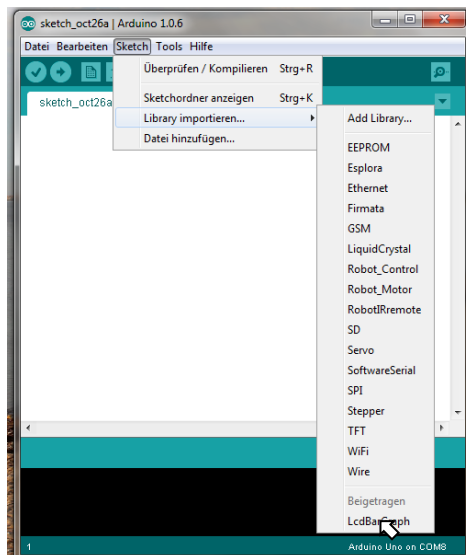 sketch_oct26a | Arduino 1.0.6
Datei Bearbeiten Sketch Tools Hilfe
Überprüfen / Kompilieren Strg+R
Sketchordner anzeigen Strg+K
Library importieren...
Datei hinzufügen...
sketch_oct26a
Add Library...
EEPROM
Esplora
Ethernet
Firmata
GSM
LiquidCrystal
Robot_Control
Robot_Motor
RobotIRremote
SD
Servo
SoftwareSerial
SPI
Stepper
TFT
WiFi
Wire
Beigetragen
LcdBarGraph
1 Arduino Uno on COM8